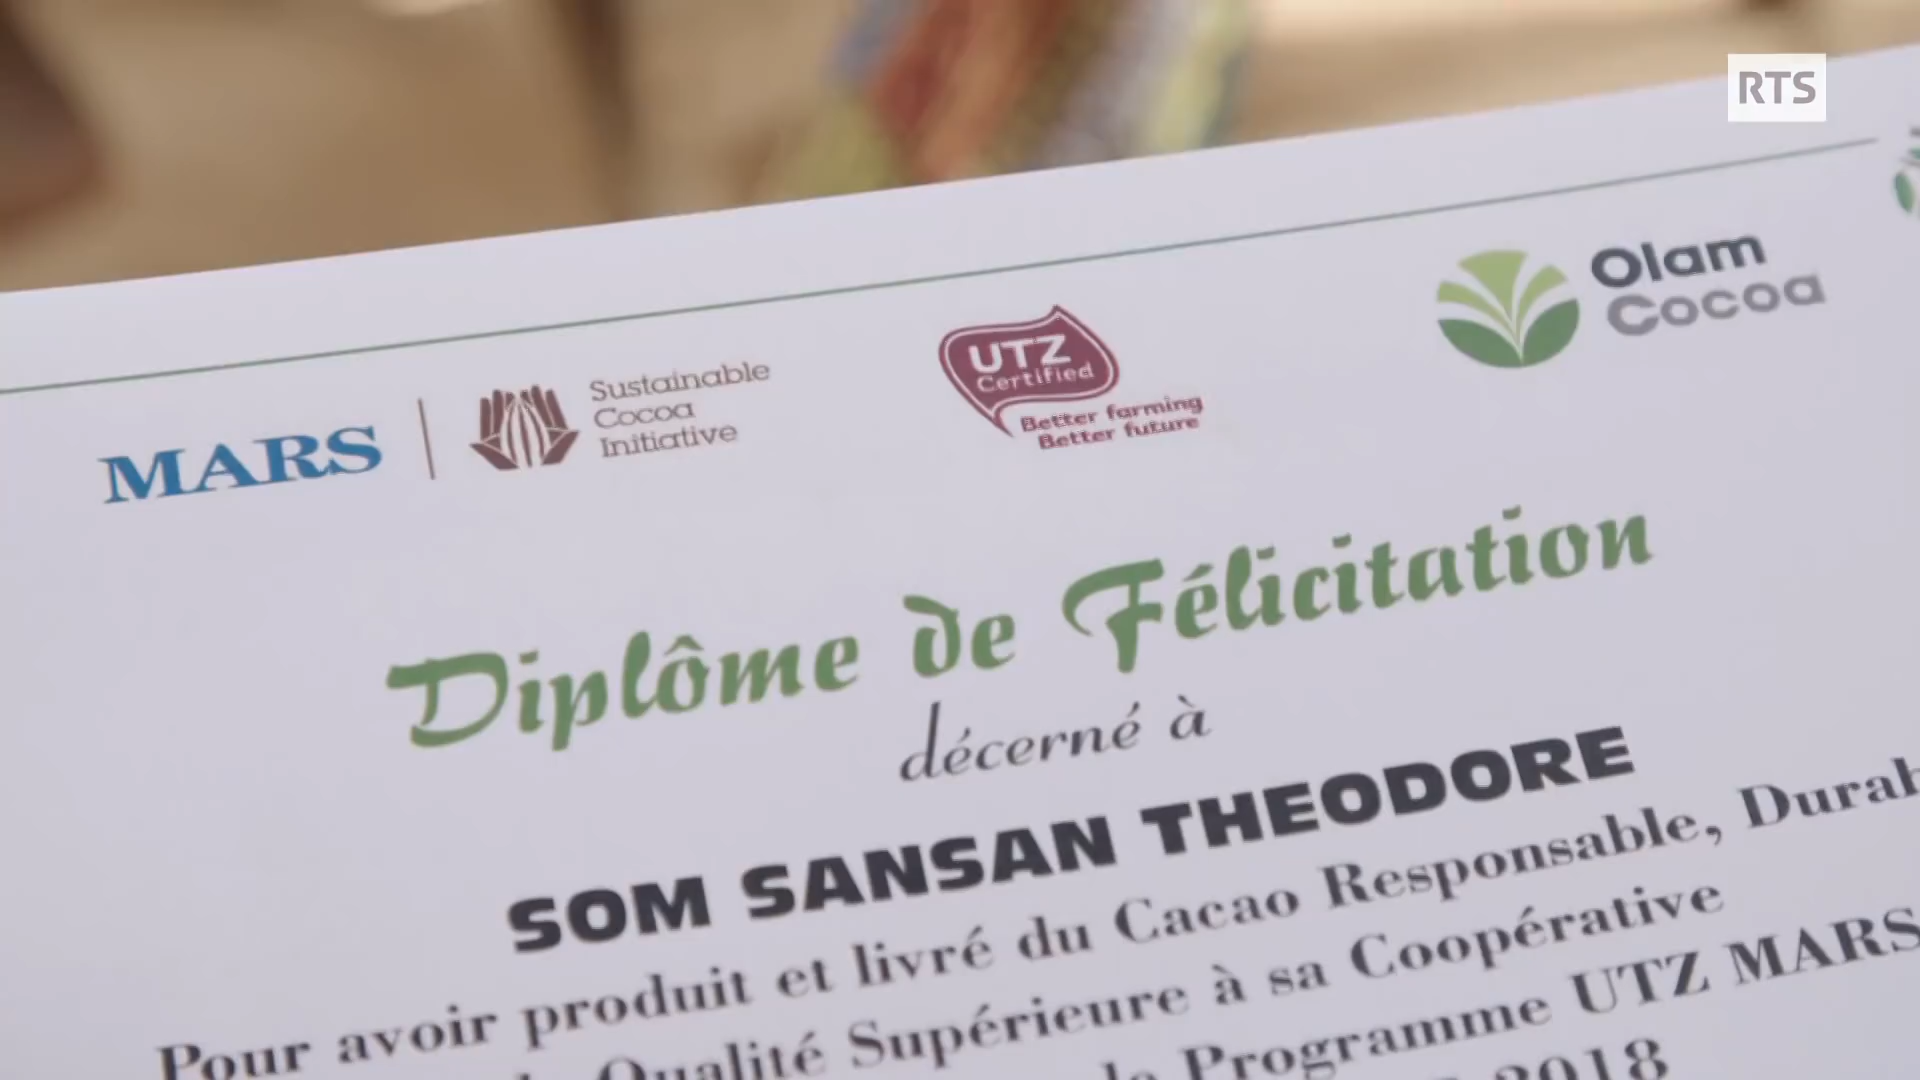 RTS
MARS
Sustainable
Cocoa
Initiative
UTZ
Certified
Better farming
Better future
Olam
Cocoa
Diplôme de Félicitation
décerné à
SOM SANSAN THEODORE
Pour avoir produit et livré du Cacao Responsable,
Qualité Supérieure à sa Coopérative
Programme UTZ MARS
2018